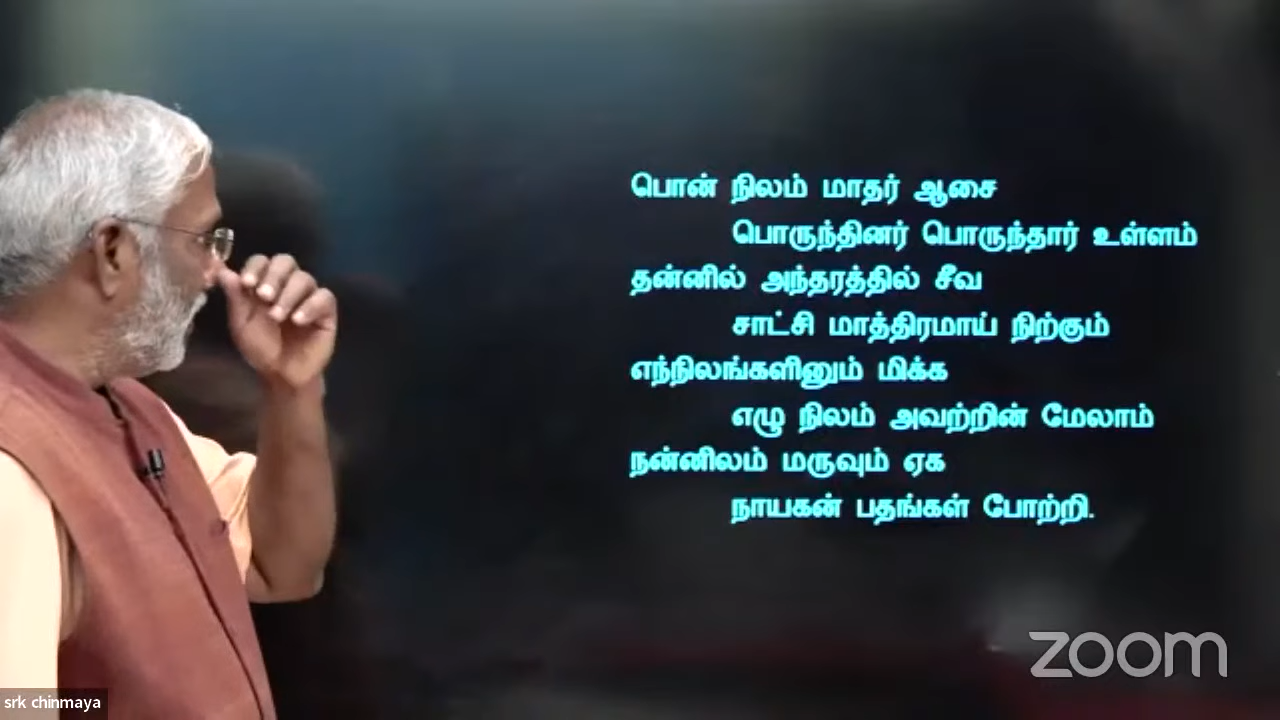 பொன் நிலம் மாதர் ஆசை
பொருந்தினர் பொருந்தார் உள்ளம்
தன்னில் அந்தரத்தில் சீவ
சாட்சி மாத்திரமாய் நிற்கும்
எந்நிலங்களினும் மிக்க
எழு நிலம் அவற்றின் மேலாம்
நன்னிலம் மருவும் ஏக
நாயகன் பதங்கள் போற்றி.
zoom
srk chinmaya